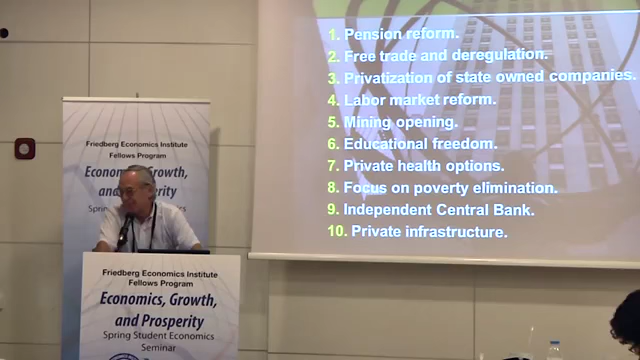 1. Pension reform.
2. Free trade and deregulation.
3. Privatization of state owned companies.
4. Labor market reform.
5. Mining opening.
6. Educational freedom.
7. Private health options.
8. Focus on poverty elimination.
9. Independent Central Bank.
10. Private infrastructure.
Friedberg Economics Institute
Fellows Program
Growth,
and
perity
Spring
Economics
Friedberg Economics Institute
Fellows Program
Economics, Growth,
and Prosperity
Spring Student Economics
Seminar